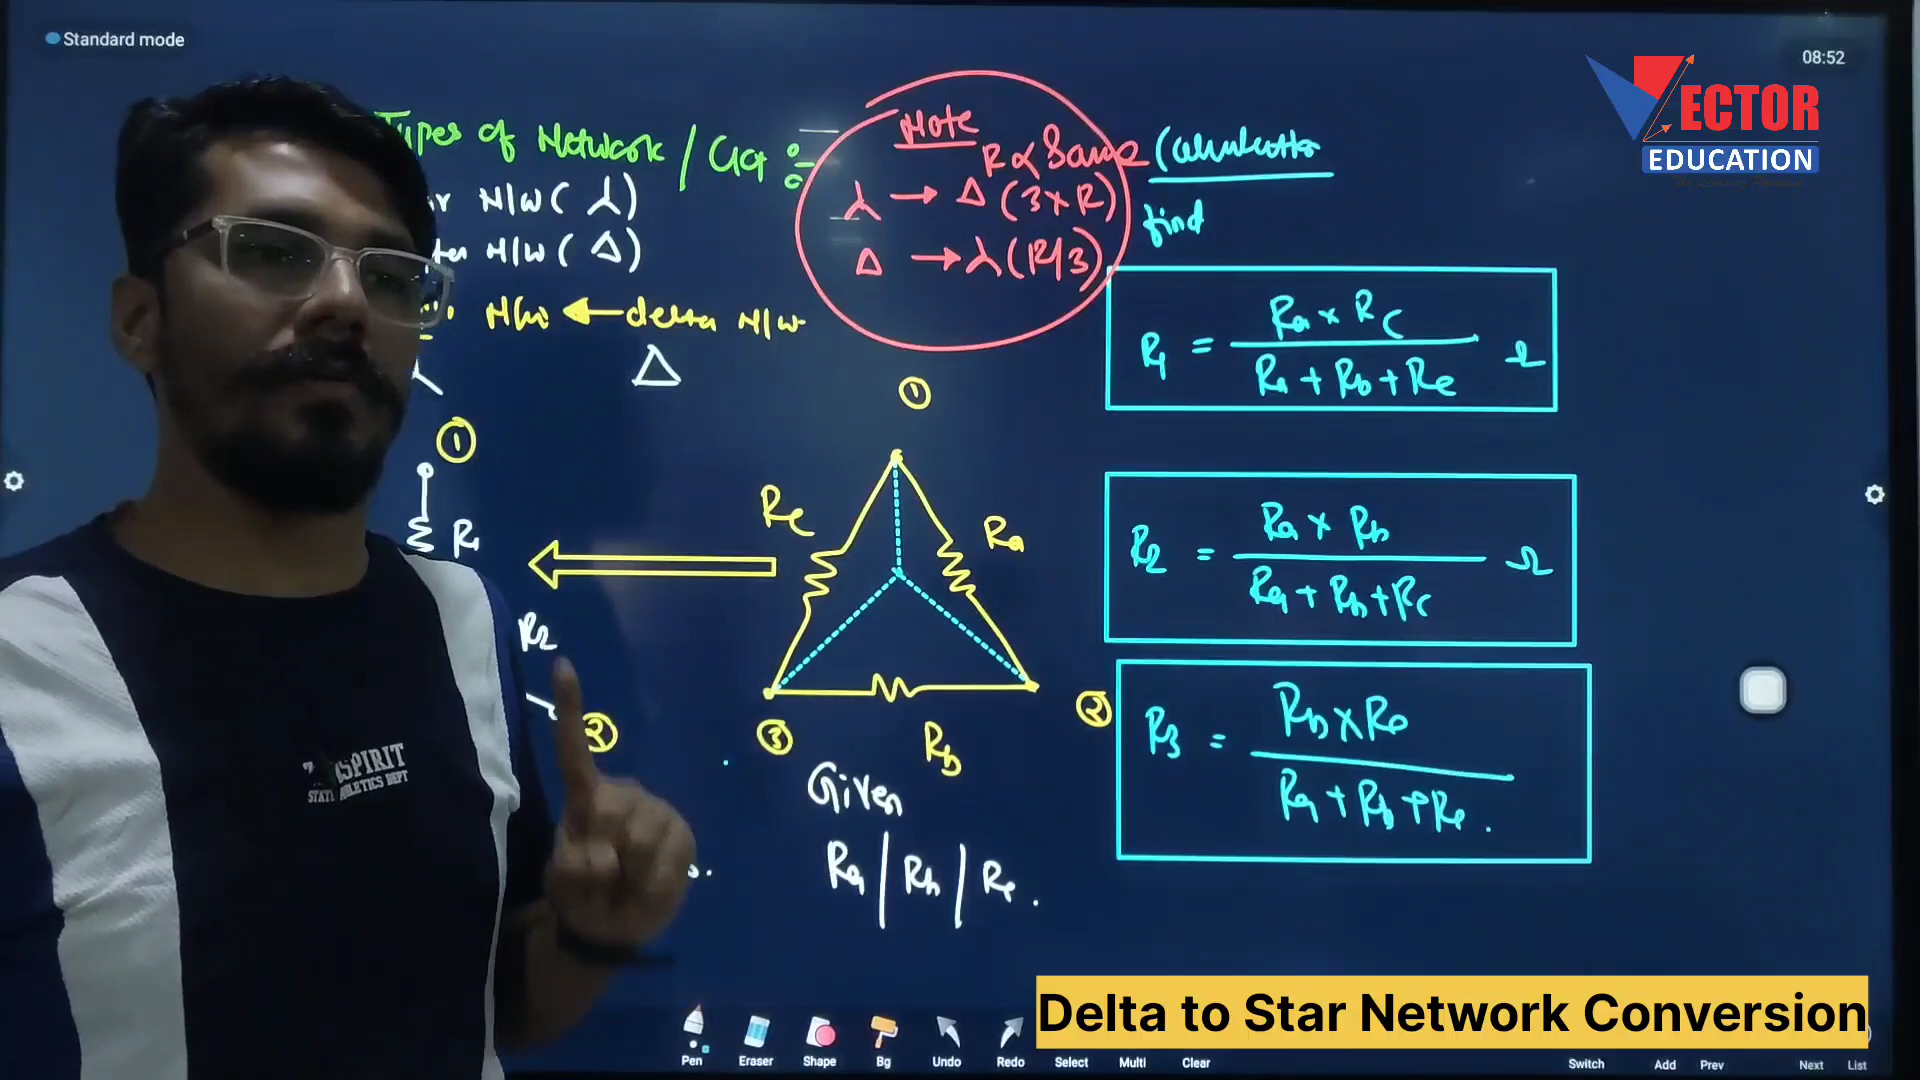 Standard mode
08:52
VECTOR
EDUCATION
Types of Network / Ckt :-
N/W ( ⅄ )
N/W ( Δ )
← delta N/W
Δ
Note
R ∝ Same
⅄ → Δ (3×R)
Δ → ⅄ (R/3)
find
R1 = Ra × Rc
Ra + Rb + Rc Ω
R2 = Ra × Rb
Ra + Rb + Rc Ω
R3 = Rb × Rc
Ra + Rb + Rc .
1
R1
R2
2
1
Rc
Ra
3
Rb
2
Given
Ra | Rb | Rc .
SPIRIT
Delta to Star Network Conversion
Pen
Eraser
Shape
Bg
Undo
Redo
Select
Multi
Clear
Switch
Add
Prev
Next
List